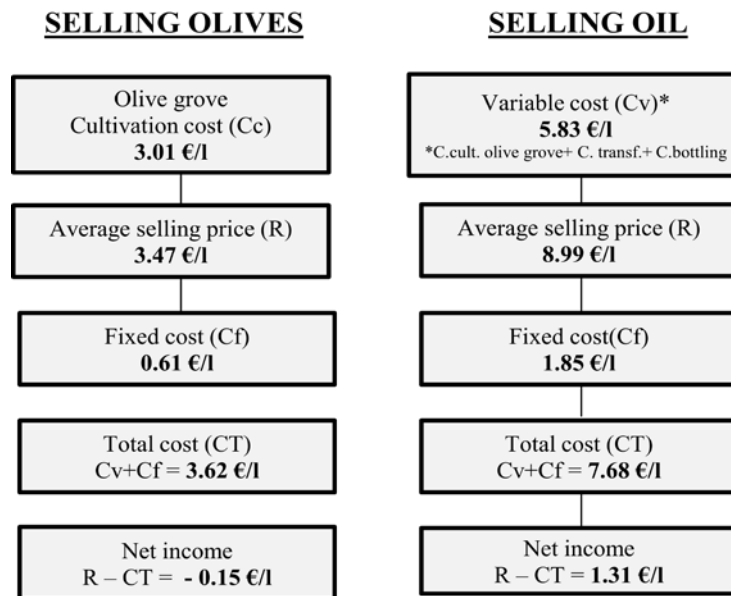 SELLING OLIVES
Olive grove
Cultivation cost (Cc)
3.01 €/l
Average selling price (R)
3.47 €/l
Fixed cost (Cf)
0.61 €/l
Total cost (CT)
Cv+Cf = 3.62 €/l
Net income
R – CT = - 0.15 €/l
SELLING OIL
Variable cost (Cv)*
5.83 €/l
*C.cult. olive grove+ C. transf.+ C.bottling
Average selling price (R)
8.99 €/l
Fixed cost(Cf)
1.85 €/l
Total cost (CT)
Cv+Cf = 7.68 €/l
Net income
R – CT = 1.31 €/l